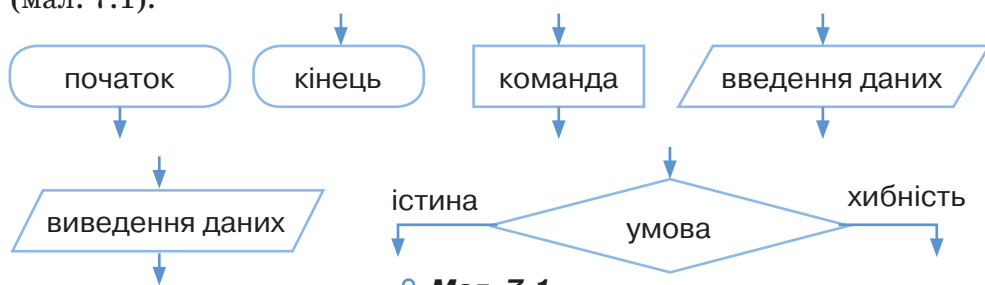 (мал. 7.1).
початок
кінець
команда
введення даних
виведення даних
істина
умова
хибність
Мал. 7.1